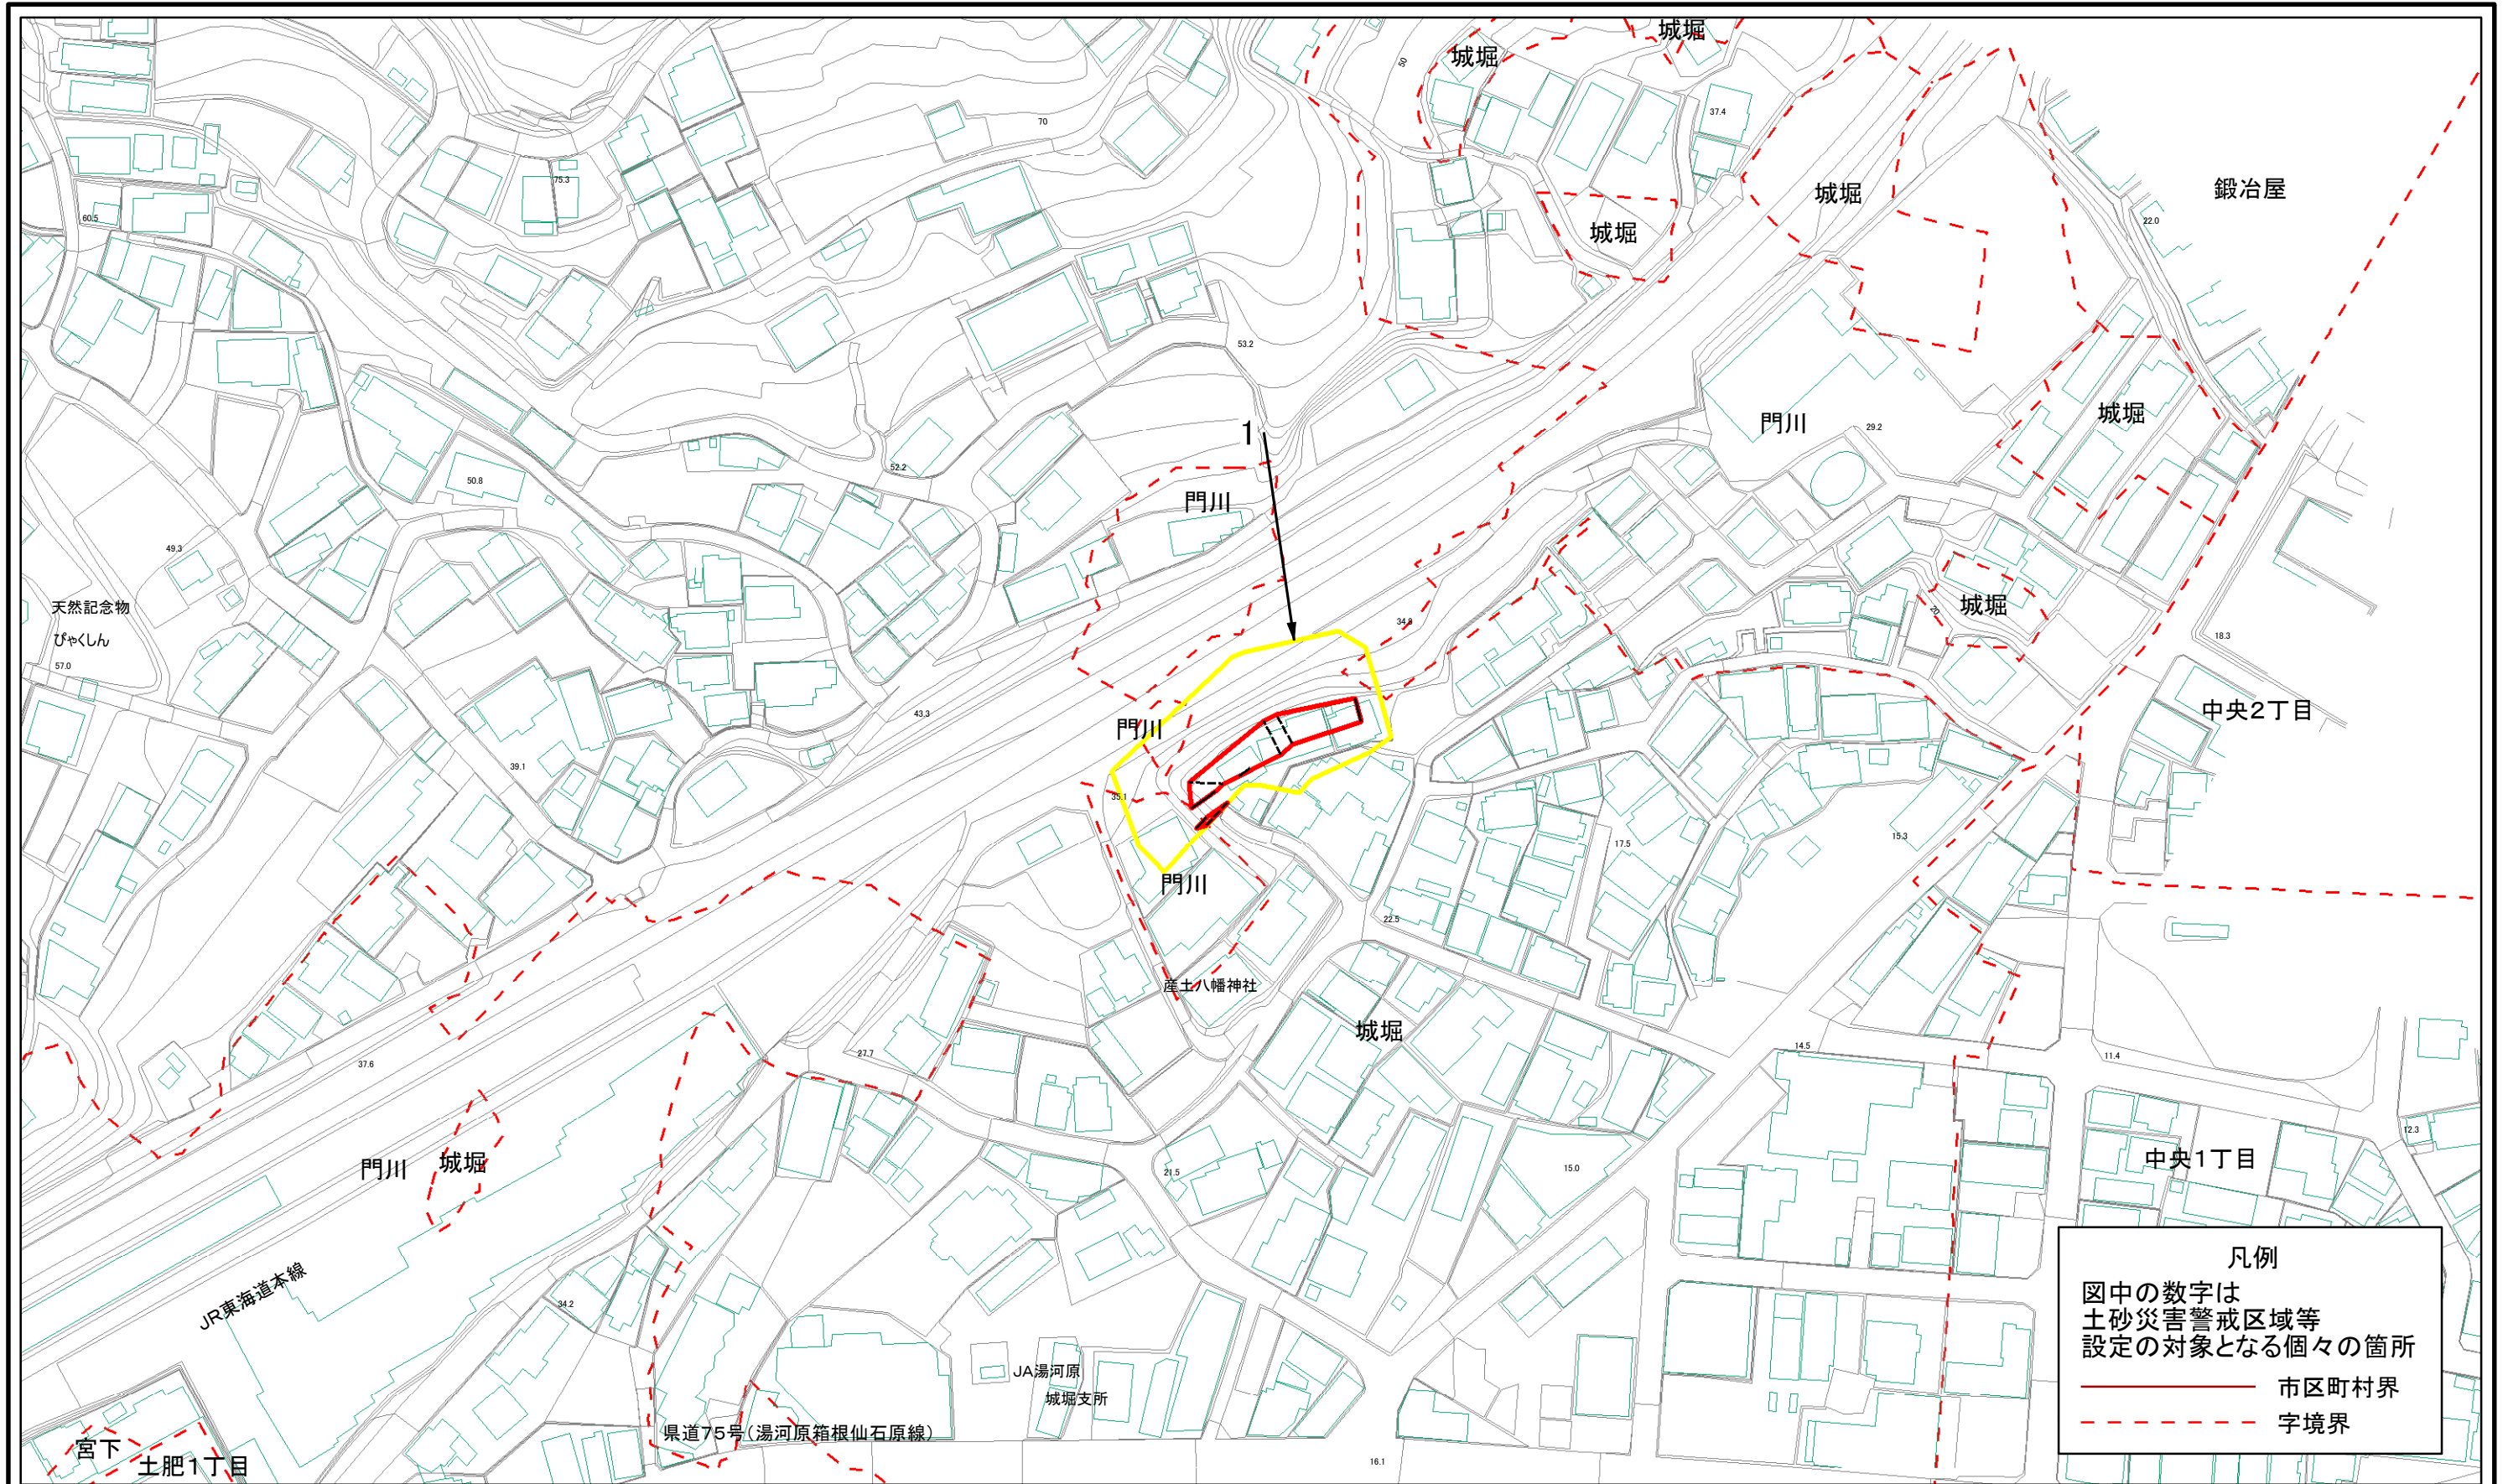 城堀
城堀
50
37.4
70
75.3
60.5
城堀
鍛冶屋
22.0
城堀
53.2
門川
29.2
城堀
1
52.2
50.8
門川
49.3
天然記念物
びゃくしん
57.0
34.8
城堀
20
18.3
43.3
門川
中央2丁目
39.1
35.1
15.3
17.5
門川
22.5
産土八幡神社
城堀
37.6
27.7
14.5
11.4
12.3
門川
城堀
21.5
15.0
中央1丁目
JR東海道本線
34.2
JA湯河原
城堀支所
県道75号(湯河原箱根仙石原線)
宮下
土肥1丁目
16.1
凡例
図中の数字は
土砂災害警戒区域等
設定の対象となる個々の箇所
市区町村界
字境界